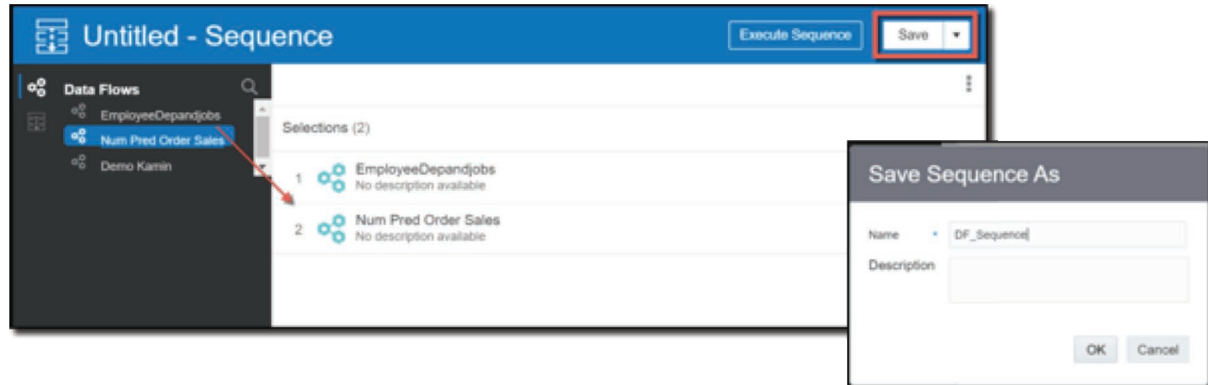 Untitled - Sequence
Execute Sequence
Save
Data Flows
EmployeeDepandjobs
Num Pred Order Sales
Demo Kamin
Selections (2)
1 EmployeeDepandjobs
No description available
2 Num Pred Order Sales
No description available
Save Sequence As
Name * DF_Sequence
Description
OK Cancel